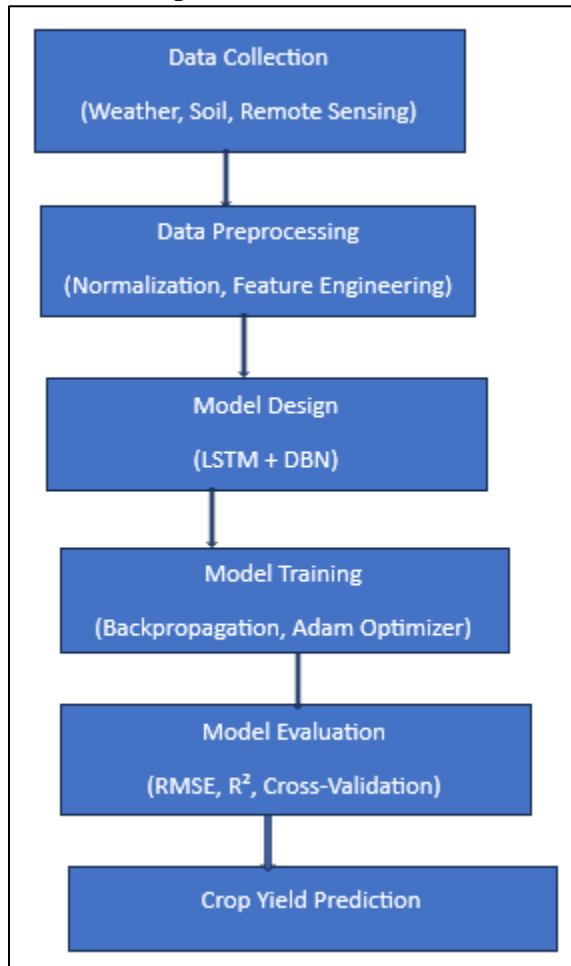 Data Collection
(Weather, Soil, Remote Sensing)
Data Preprocessing
(Normalization, Feature Engineering)
Model Design
(LSTM + DBN)
Model Training
(Backpropagation, Adam Optimizer)
Model Evaluation
(RMSE, R², Cross-Validation)
Crop Yield Prediction